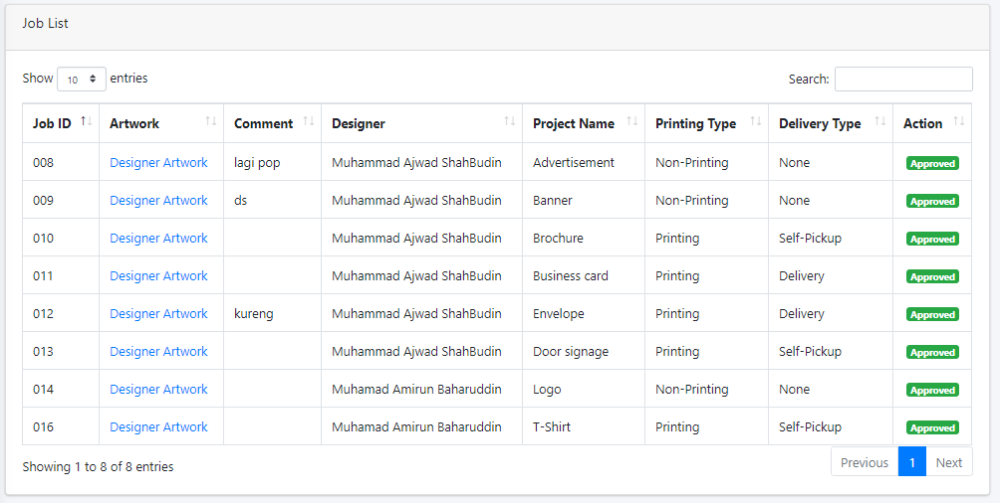 Job List
Show 10 entries Search:
Job ID Artwork Comment Designer Project Name Printing Type Delivery Type Action
008 Designer Artwork lagi pop Muhammad Ajwad ShahBudin Advertisement Non-Printing None Approved
009 Designer Artwork ds Muhammad Ajwad ShahBudin Banner Non-Printing None Approved
010 Designer Artwork Muhammad Ajwad ShahBudin Brochure Printing Self-Pickup Approved
011 Designer Artwork Muhammad Ajwad ShahBudin Business card Printing Delivery Approved
012 Designer Artwork kureng Muhammad Ajwad ShahBudin Envelope Printing Delivery Approved
013 Designer Artwork Muhammad Ajwad ShahBudin Door signage Printing Self-Pickup Approved
014 Designer Artwork Muhamad Amirun Baharuddin Logo Non-Printing None Approved
016 Designer Artwork Muhamad Amirun Baharuddin T-Shirt Printing Self-Pickup Approved
Showing 1 to 8 of 8 entries Previous 1 Next